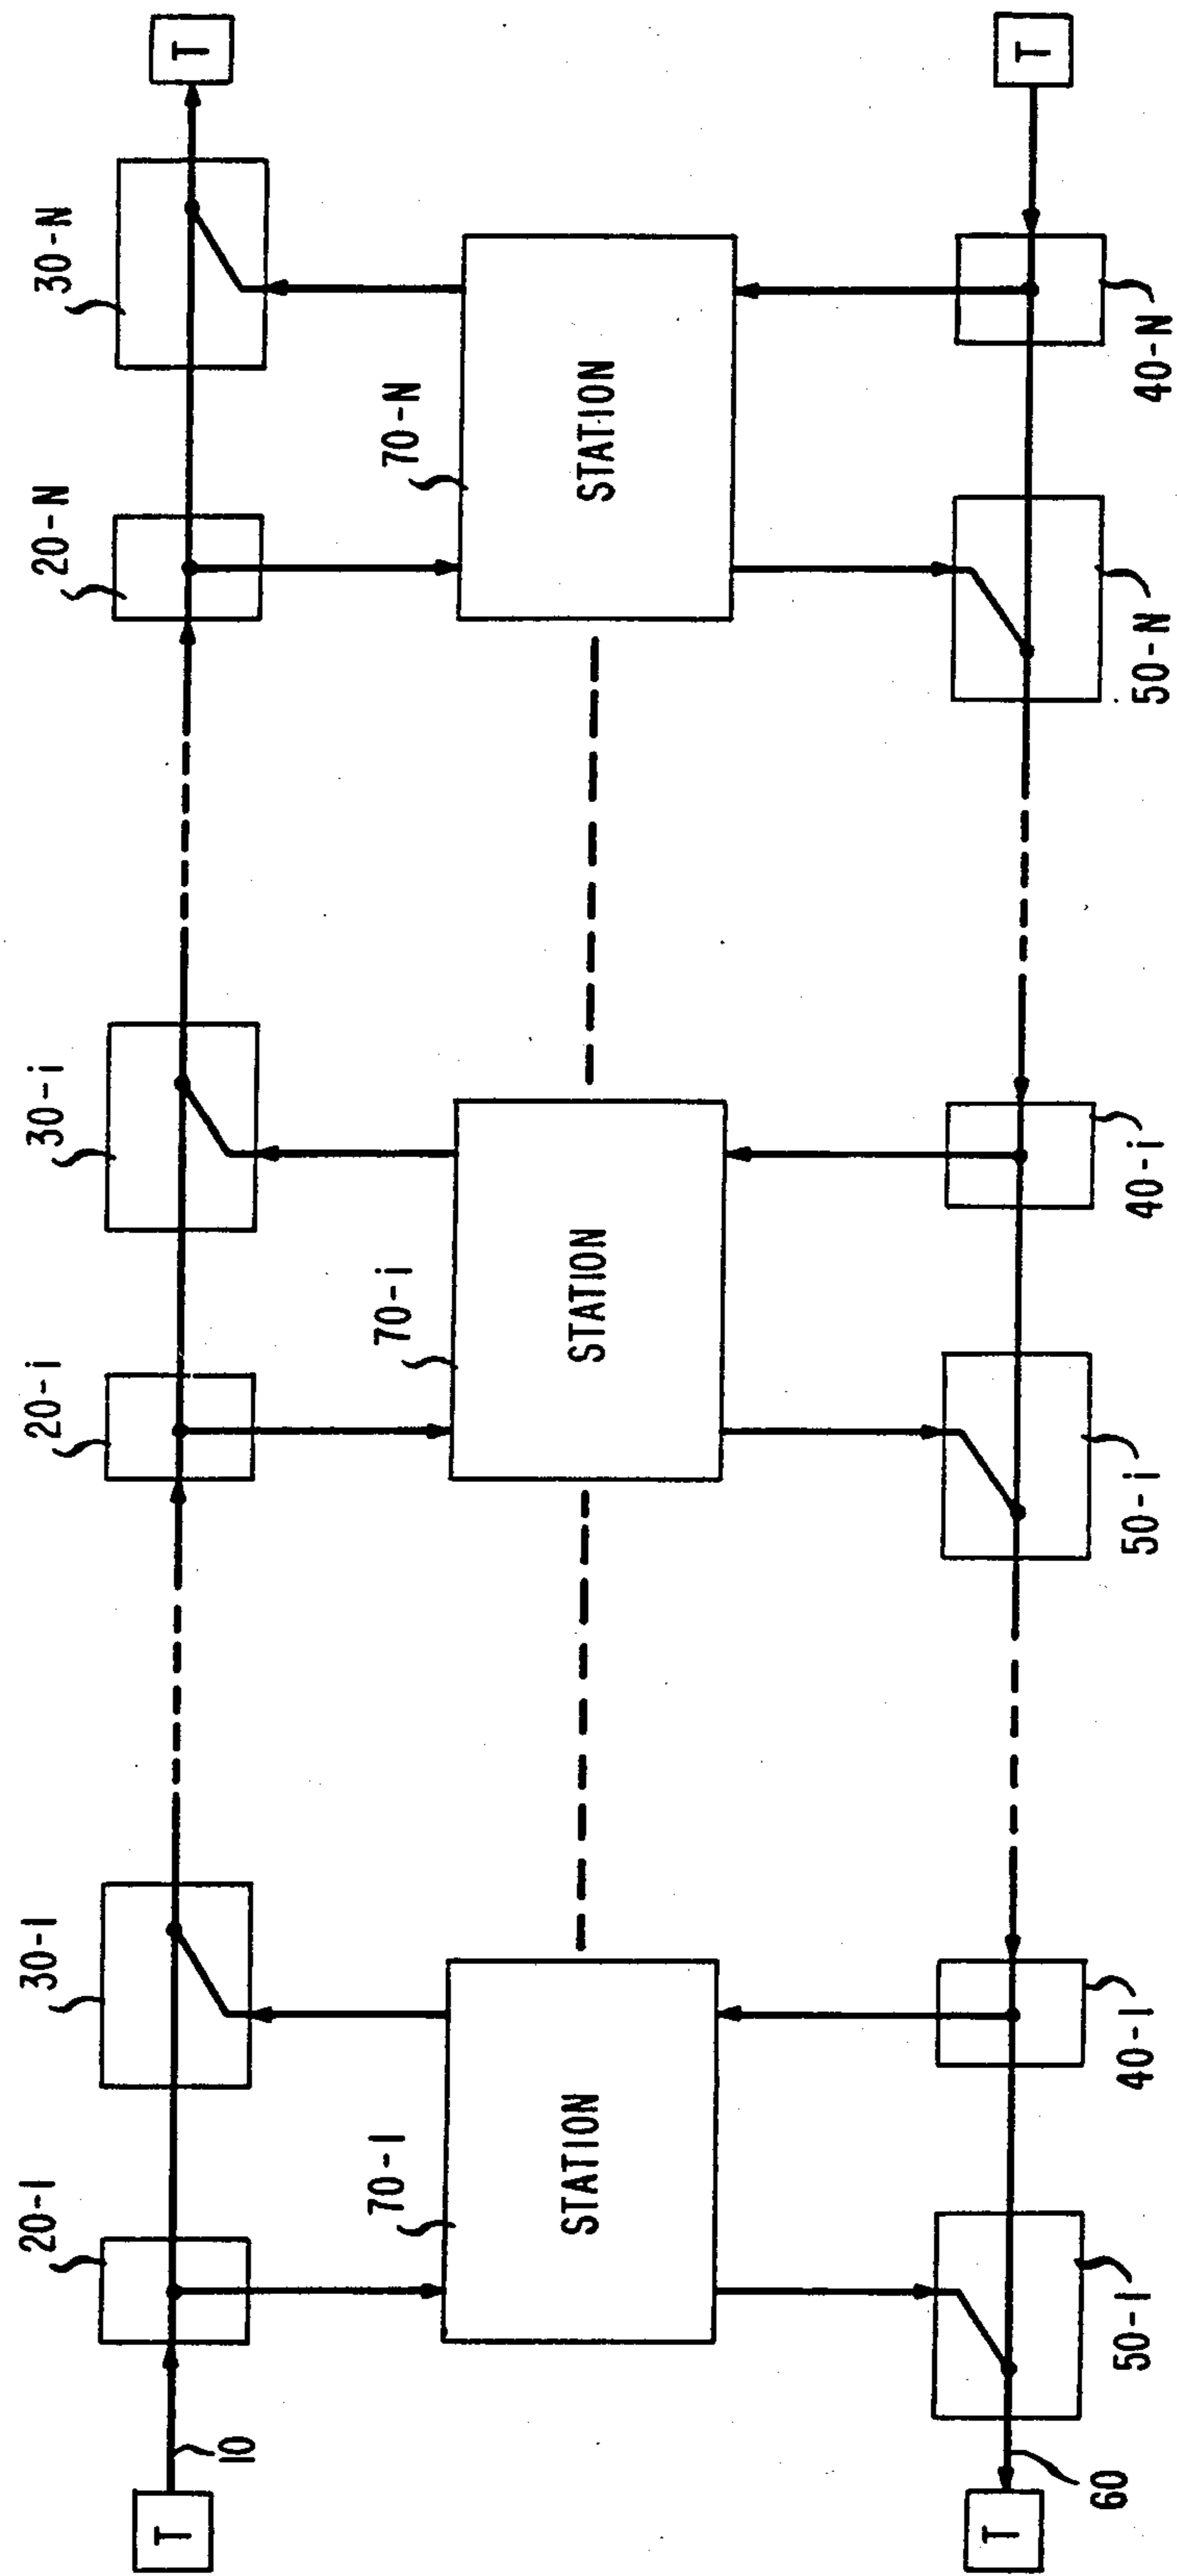 20-1
30-1
20-i
30-i
20-N
30-N
T
10
T
70-1
70-i
70-N
STATION
STATION
STATION
T
T
60
50-1
40-1
50-i
40-i
50-N
40-N